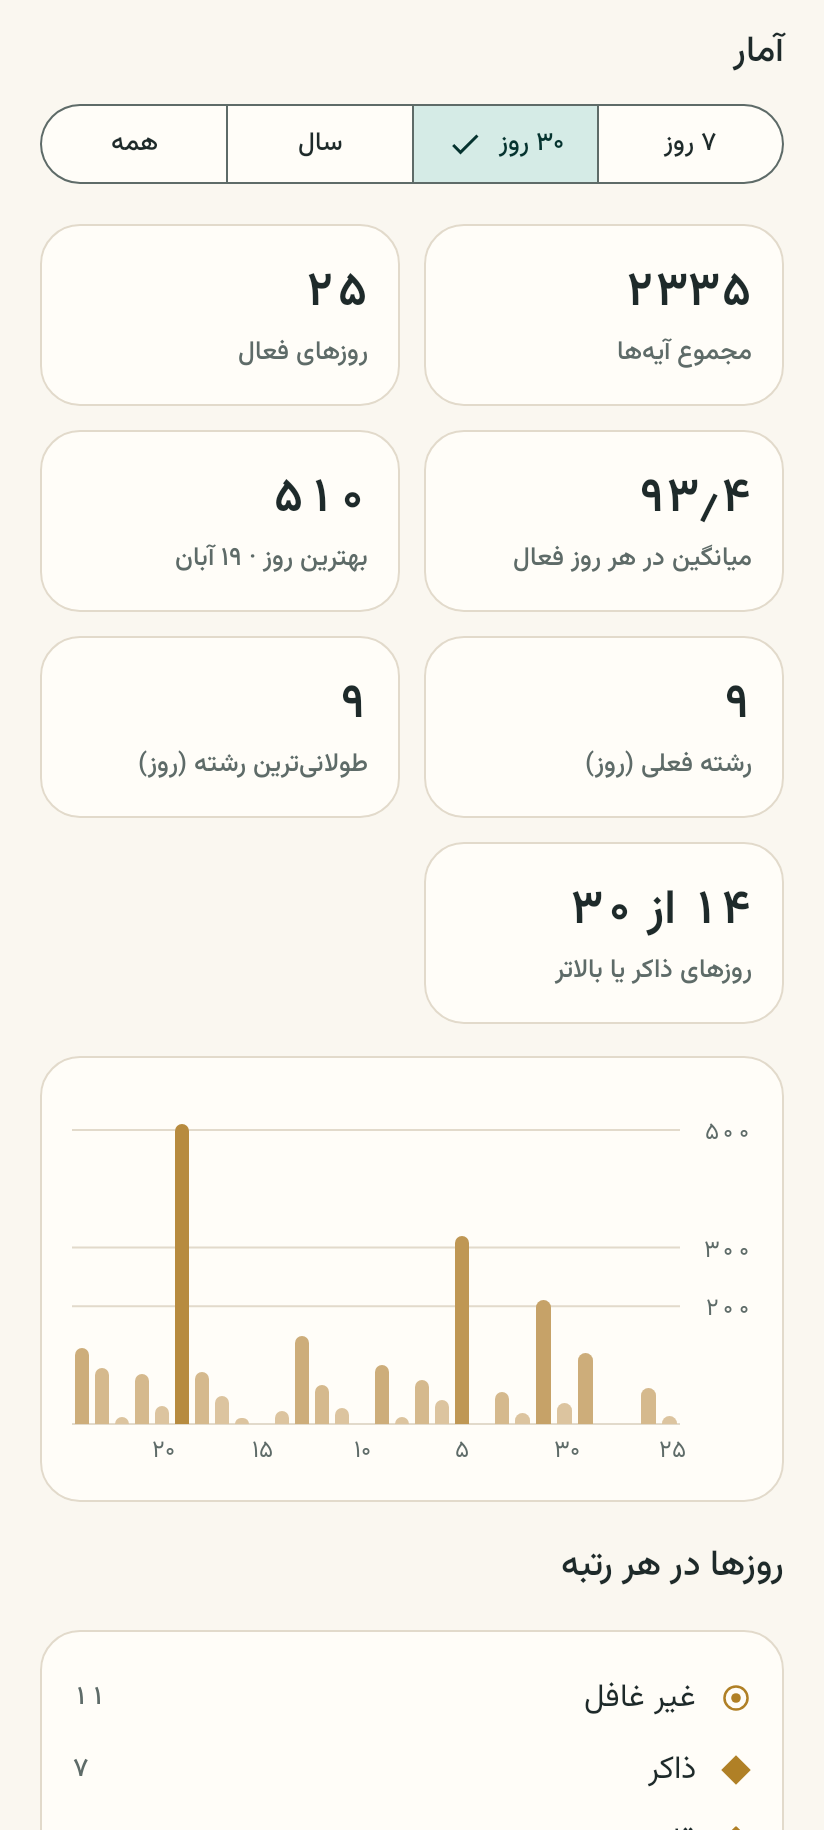 آمار
۷ روز
۳۰ روز
سال
همه
۲۳۳۵
مجموع آیه‌ها
۲۵
روزهای فعال
۹۳٫۴
میانگین در هر روز فعال
۵۱۰
بهترین روز · ۱۹ آبان
۹
رشته فعلی (روز)
۹
طولانی‌ترین رشته (روز)
۱۴ از ۳۰
روزهای ذاکر یا بالاتر
۵۰۰
۳۰۰
۲۰۰
۲۵ ۳۰ ۵ ۱۰ ۱۵ ۲۰
روزها در هر رتبه
غیر غافل ۱۱
ذاکر ۷